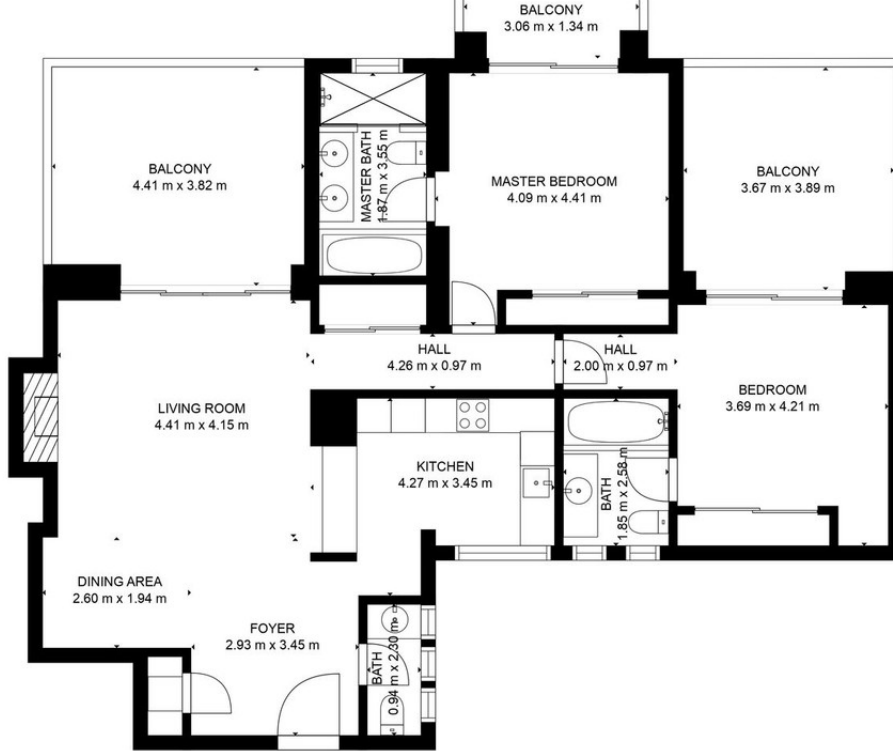 BALCONY
3.06 m x 1.34 m
BALCONY
4.41 m x 3.82 m
MASTER BATH
1.87 m x 3.55 m
MASTER BEDROOM
4.09 m x 4.41 m
BALCONY
3.67 m x 3.89 m
HALL
4.26 m x 0.97 m
HALL
2.00 m x 0.97 m
LIVING ROOM
4.41 m x 4.15 m
BEDROOM
3.69 m x 4.21 m
KITCHEN
4.27 m x 3.45 m
BATH
1.85 m x 2.58 m
DINING AREA
2.60 m x 1.94 m
FOYER
2.93 m x 3.45 m
BATH
0.94 m x 2.30 m